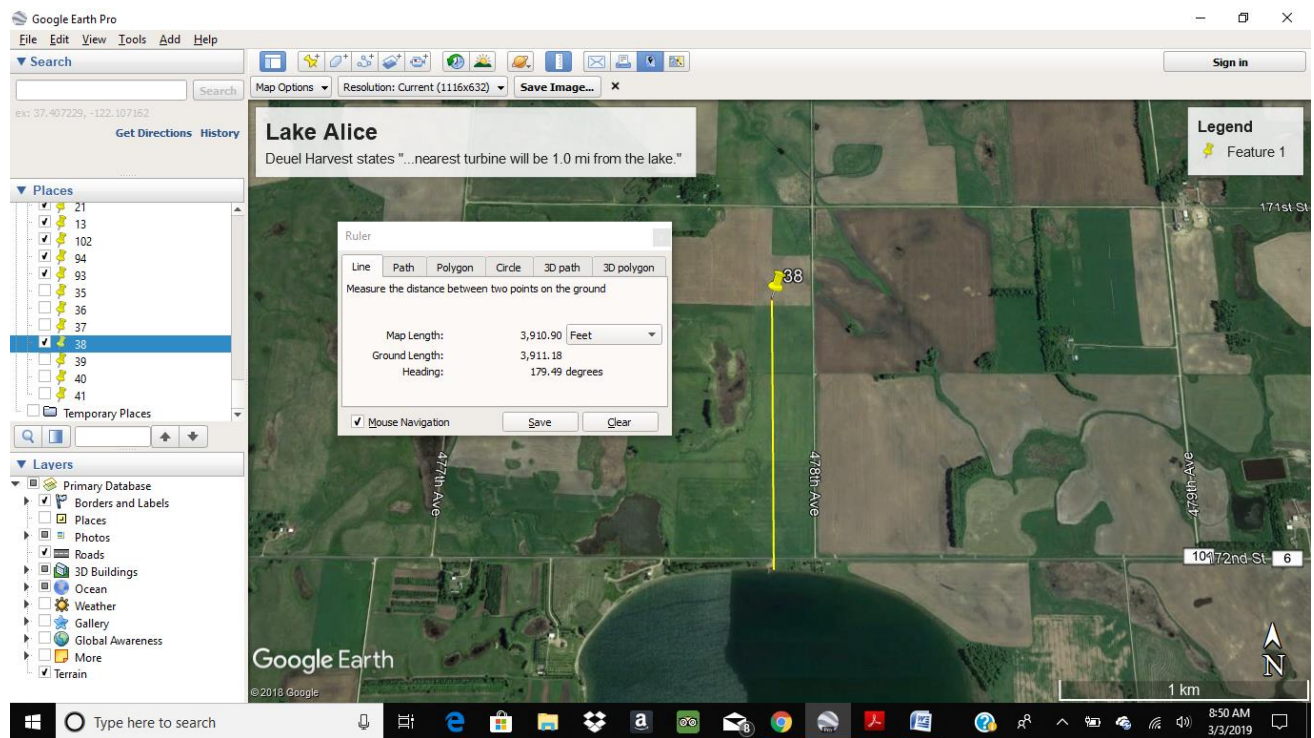 Google Earth Pro
File Edit View Tools Add Help
Search
Search
ex: 37.407229, -122.107162
Get Directions History
Places
21
13
102
94
93
35
36
37
38
39
40
41
Temporary Places
Layers
Primary Database
Borders and Labels
Places
Photos
Roads
3D Buildings
Ocean
Weather
Gallery
Global Awareness
More
Terrain
Sign in
Map Options Resolution: Current (1116x632) Save Image...
Lake Alice
Deuel Harvest states "...nearest turbine will be 1.0 mi from the lake."
Legend
Feature 1
171st St
Ruler
Line Path Polygon Circle 3D path 3D polygon
Measure the distance between two points on the ground
Map Length: 3,910.90 Feet
Ground Length: 3,911.18
Heading: 179.49 degrees
Mouse Navigation Save Clear
38
477th Ave
478th Ave
479th Ave
172nd St 6
Google Earth
©2018 Google
1 km
N
Type here to search
a
8
8:50 AM
3/3/2019